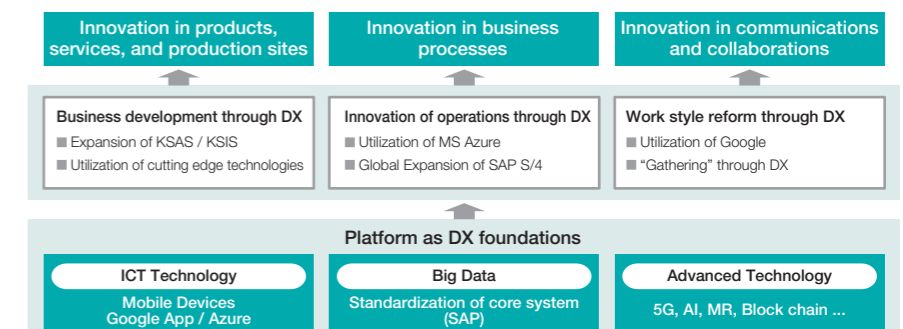 Innovation in products,
services, and production sites
Innovation in business
processes
Innovation in communications
and collaborations
Business development through DX
■ Expansion of KSAS / KSIS
■ Utilization of cutting edge technologies
Innovation of operations through DX
■ Utilization of MS Azure
■ Global Expansion of SAP S/4
Work style reform through DX
■ Utilization of Google
■ “Gathering” through DX
Platform as DX foundations
ICT Technology
Mobile Devices
Google App / Azure
Big Data
Standardization of core system
(SAP)
Advanced Technology
5G, AI, MR, Block chain ...